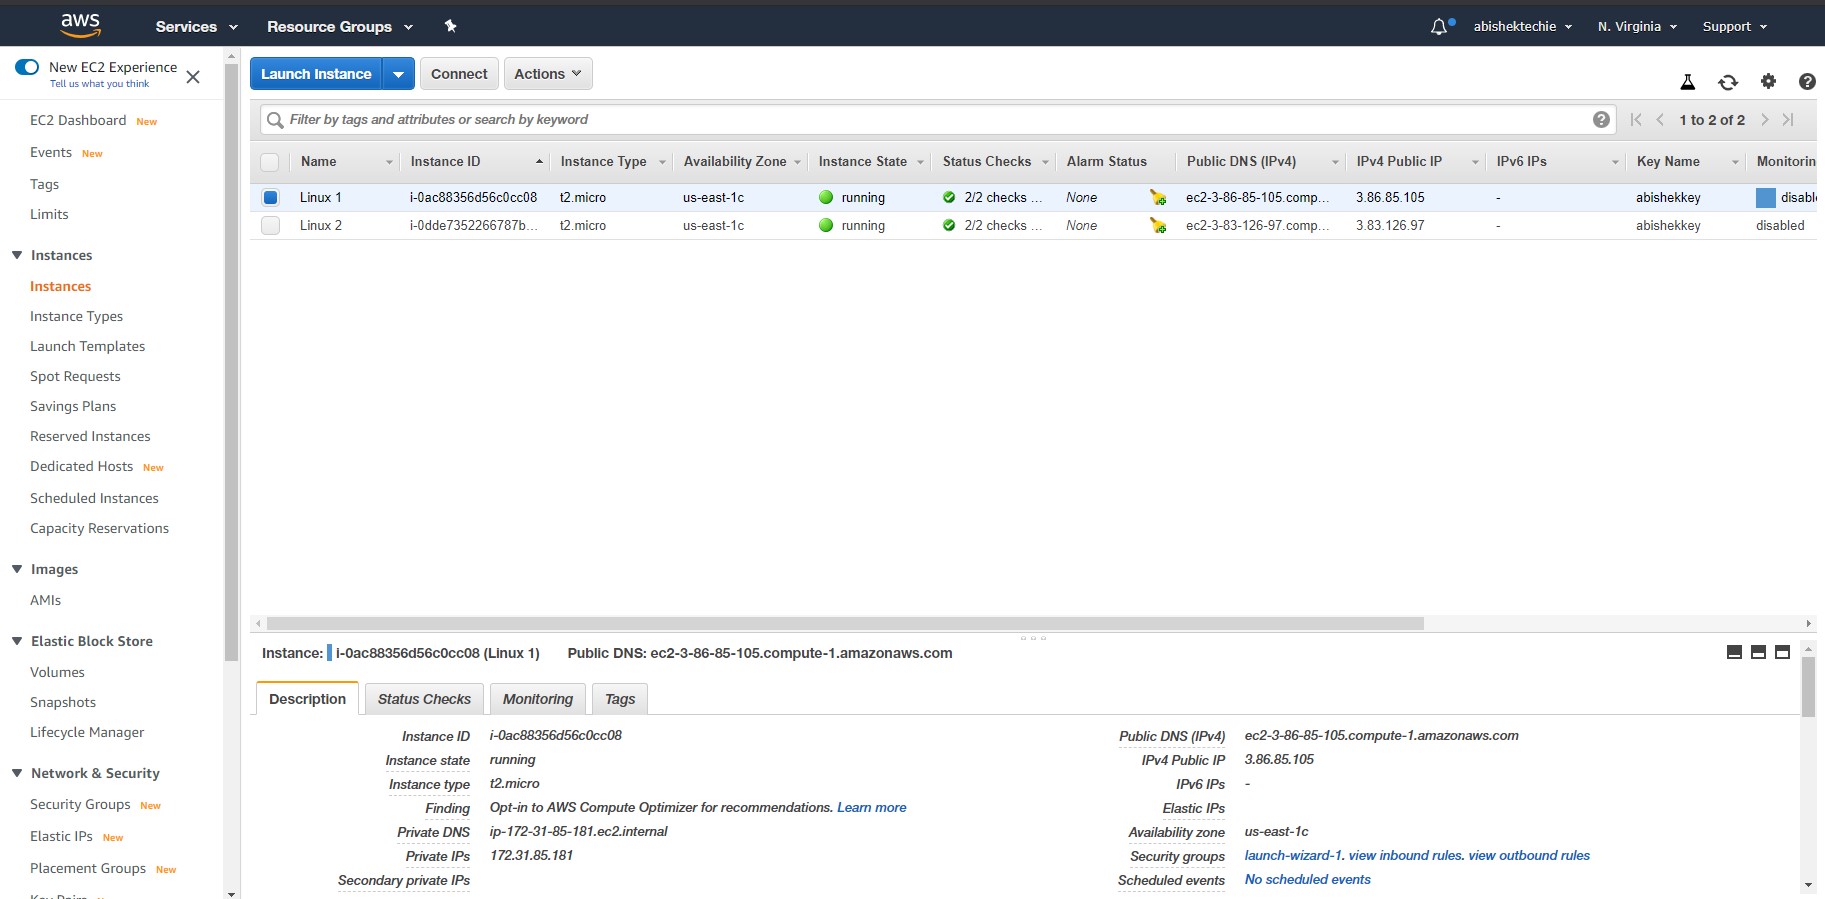 aws Services Resource Groups abishektechie N. Virginia Support
New EC2 Experience
Tell us what you think
EC2 Dashboard New
Events New
Tags
Limits
Instances
Instances
Instance Types
Launch Templates
Spot Requests
Savings Plans
Reserved Instances
Dedicated Hosts New
Scheduled Instances
Capacity Reservations
Images
AMIs
Elastic Block Store
Volumes
Snapshots
Lifecycle Manager
Network & Security
Security Groups New
Elastic IPs New
Placement Groups New
Launch Instance Connect Actions
Filter by tags and attributes or search by keyword 1 to 2 of 2
Name Instance ID Instance Type Availability Zone Instance State Status Checks Alarm Status Public DNS (IPv4) IPv4 Public IP IPv6 IPs Key Name Monitorin
Linux 1 i-0ac88356d56c0cc08 t2.micro us-east-1c running 2/2 checks ... None ec2-3-86-85-105.comp... 3.86.85.105 - abishekkey disable
Linux 2 i-0dde7352266787b... t2.micro us-east-1c running 2/2 checks ... None ec2-3-83-126-97.comp... 3.83.126.97 - abishekkey disabled
Instance: i-0ac88356d56c0cc08 (Linux 1) Public DNS: ec2-3-86-85-105.compute-1.amazonaws.com
Description Status Checks Monitoring Tags
Instance ID i-0ac88356d56c0cc08
Instance state running
Instance type t2.micro
Finding Opt-in to AWS Compute Optimizer for recommendations. Learn more
Private DNS ip-172-31-85-181.ec2.internal
Private IPs 172.31.85.181
Secondary private IPs
Public DNS (IPv4) ec2-3-86-85-105.compute-1.amazonaws.com
IPv4 Public IP 3.86.85.105
IPv6 IPs -
Elastic IPs
Availability zone us-east-1c
Security groups launch-wizard-1. view inbound rules. view outbound rules
Scheduled events No scheduled events